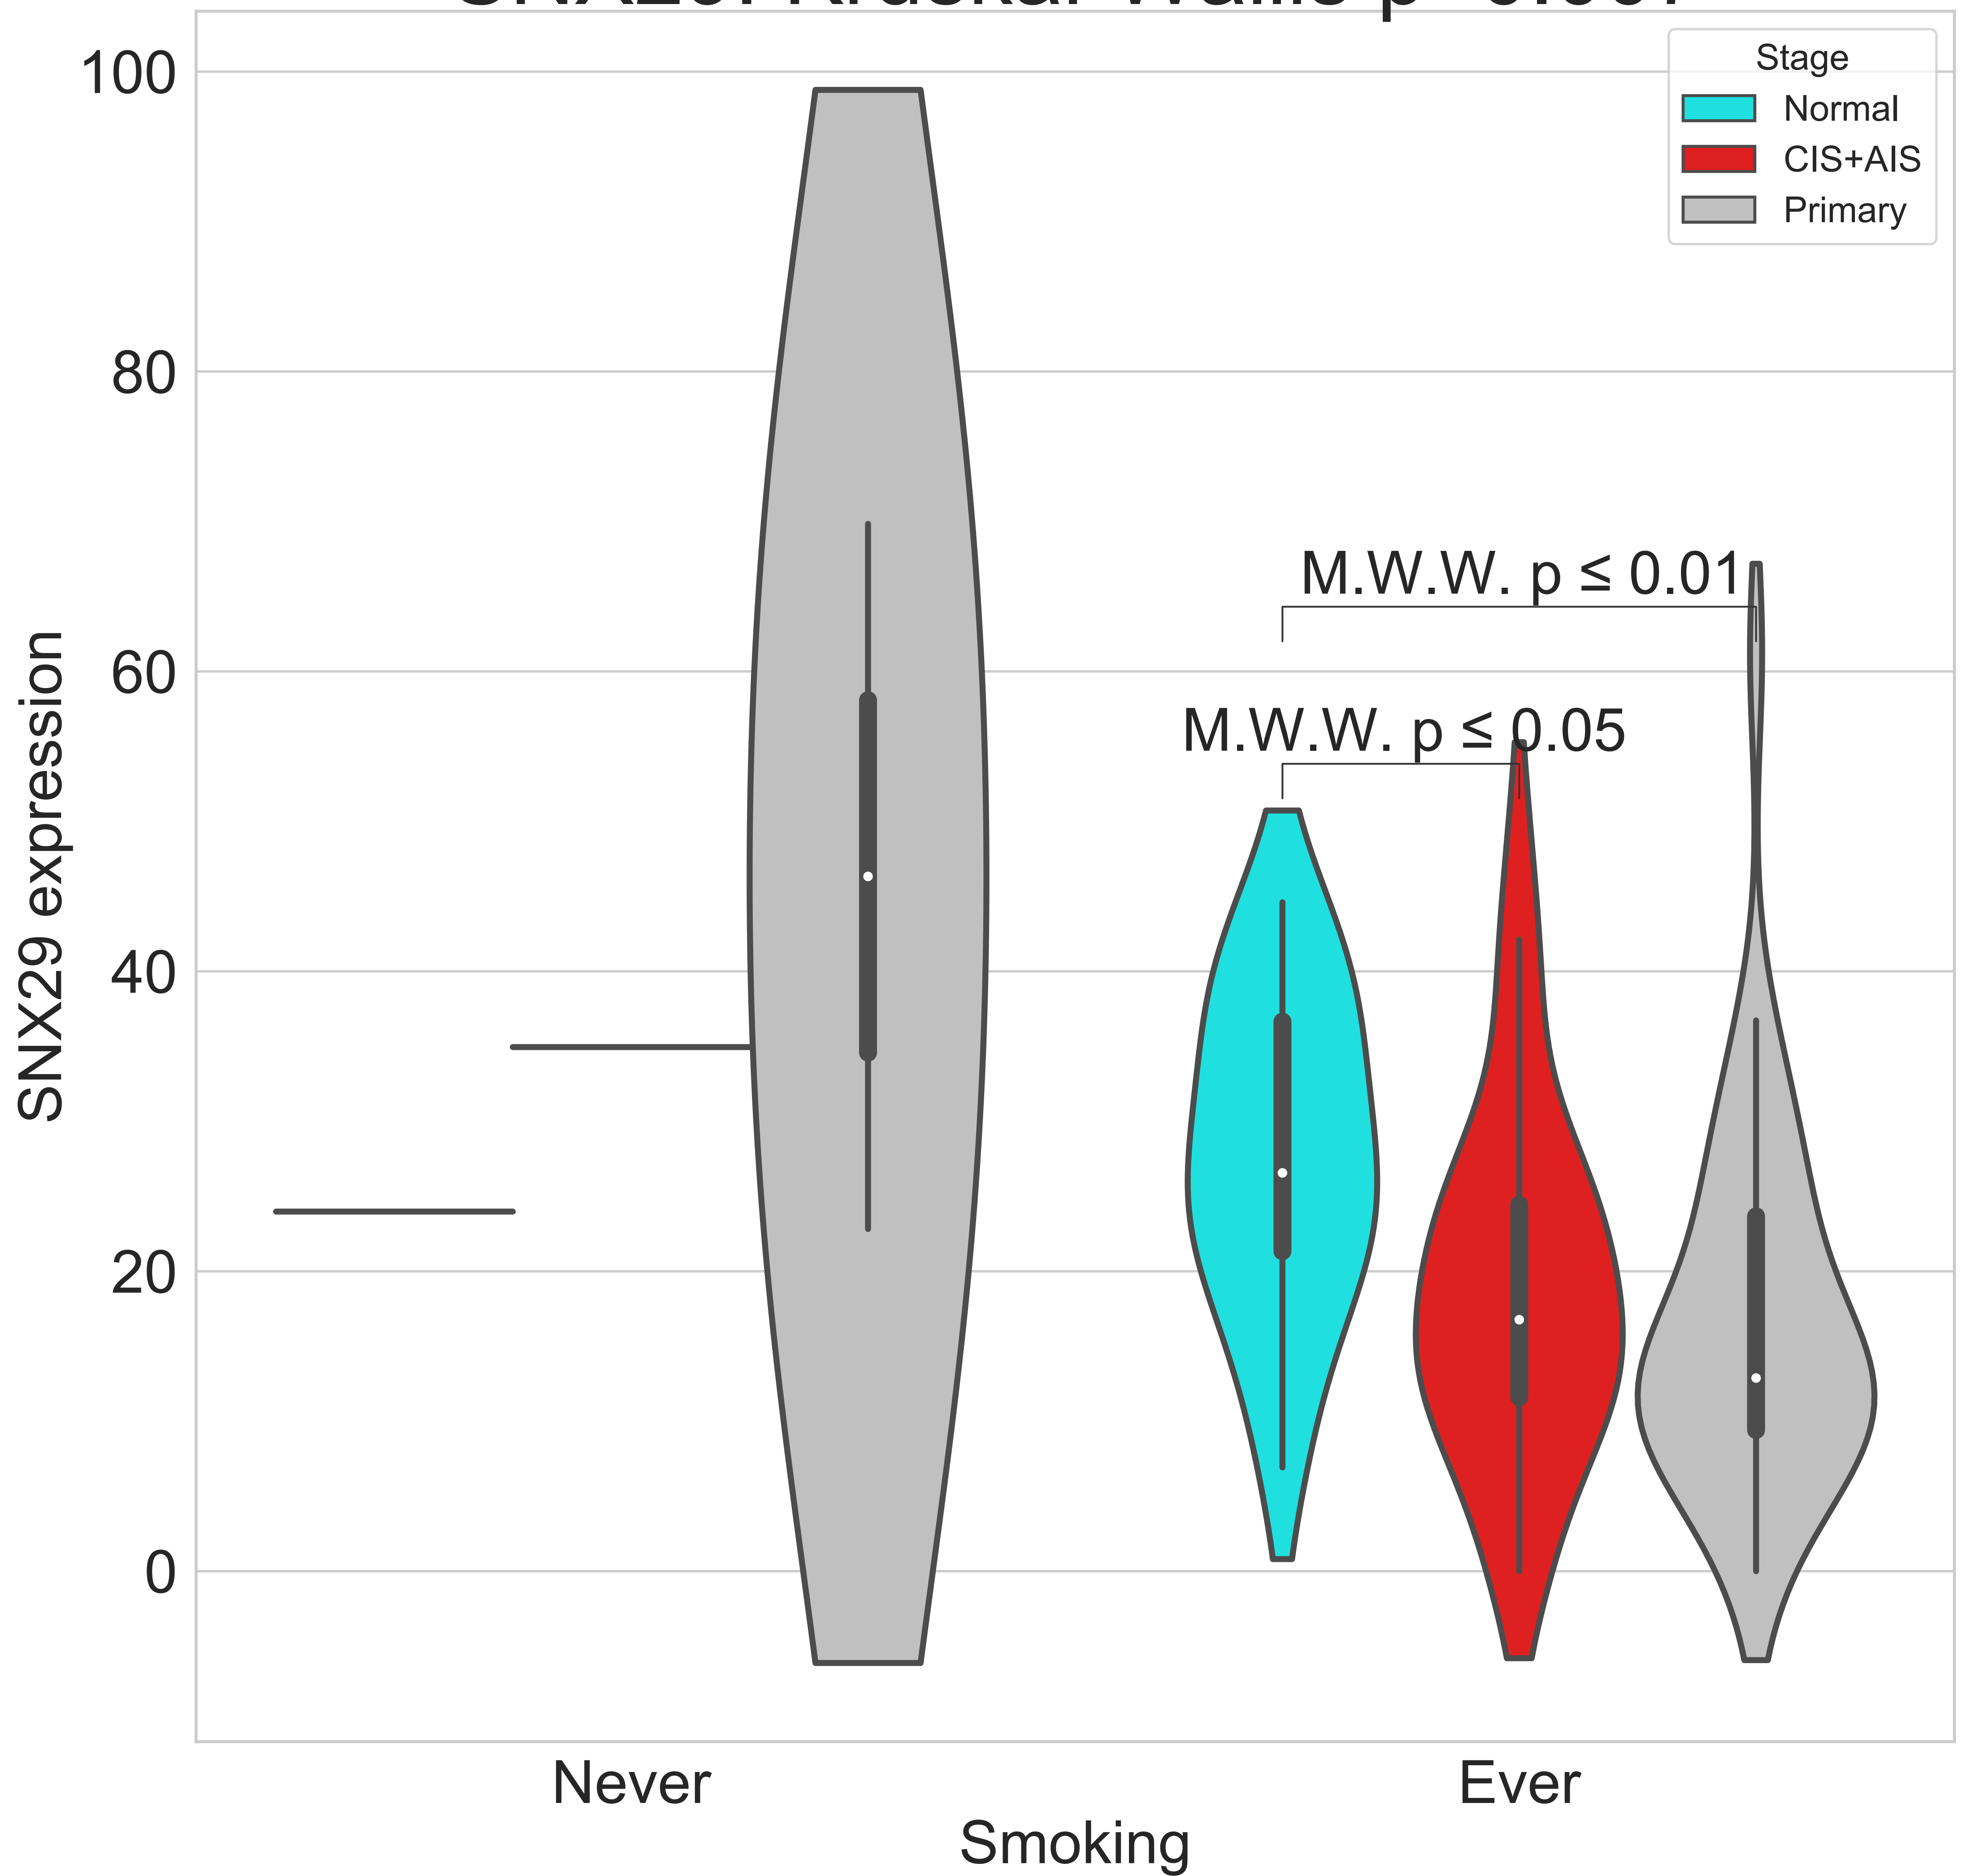 100
80
60
40
20
0
SNX29 expression
Stage
Normal
CIS+AIS
Primary
M.W.W. p ≤ 0.01
M.W.W. p ≤ 0.05
Never
Ever
Smoking